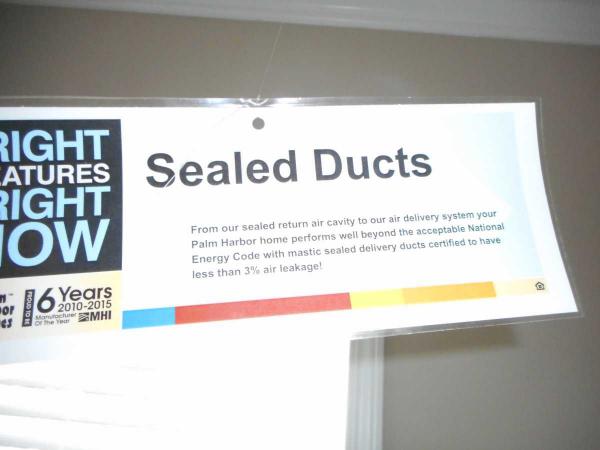 RIGHT
EATURES
RIGHT
NOW
Sealed Ducts
From our sealed return air cavity to our air delivery system your
Palm Harbor home performs well beyond the acceptable National
Energy Code with mastic sealed delivery ducts certified to have
less than 3% air leakage!
6 Years
2010-2015
Manufacturer
Of The Year
MHI